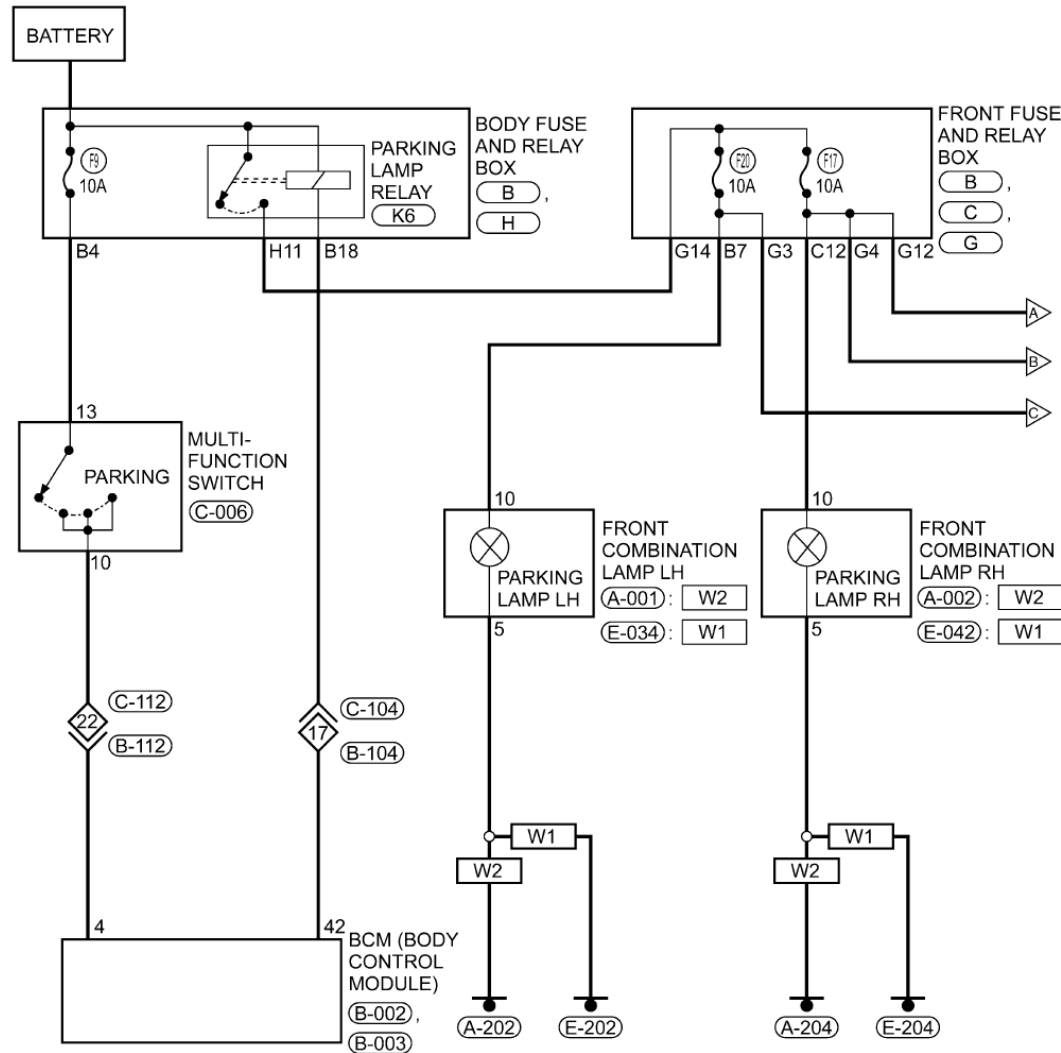 BATTERY
BODY FUSE
AND RELAY
BOX
B ,
H
F9
10A
PARKING
LAMP
RELAY
K6
FRONT FUSE
AND RELAY
BOX
B ,
C ,
G
F20
10A
F17
10A
B4
H11
B18
G14
B7
G3
C12
G4
G12
A
B
C
13
MULTI-
FUNCTION
SWITCH
C-006
PARKING
10
10
PARKING
LAMP LH
5
FRONT
COMBINATION
LAMP LH
A-001 : W2
E-034 : W1
10
PARKING
LAMP RH
5
FRONT
COMBINATION
LAMP RH
A-002 : W2
E-042 : W1
C-112
22
B-112
C-104
17
B-104
W1
W2
W1
W2
4
42
BCM (BODY
CONTROL
MODULE)
B-002 ,
B-003
A-202
E-202
A-204
E-204